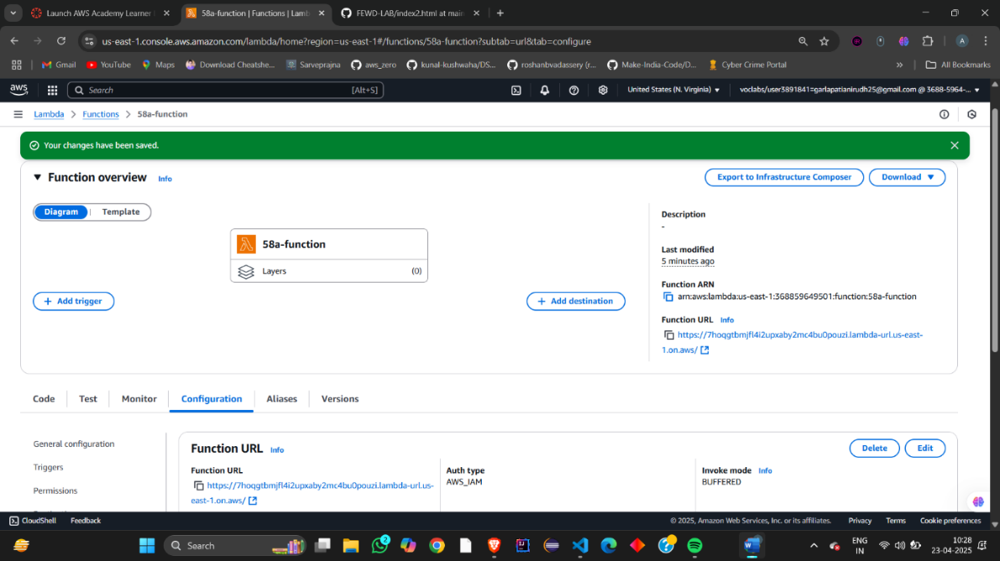 Launch AWS Academy Learner
58a-function | Functions | Lamb
FEWD-LAB/index2.html at main
us-east-1.console.aws.amazon.com/lambda/home?region=us-east-1#/functions/58a-function?subtab=url&tab=configure
A
Gmail
YouTube
Maps
Download Cheatshe...
Sarveprajna
aws_zero
kunal-kushwaha/DS...
roshanbvadassery (r...
Make-India-Code/D...
Cyber Crime Portal
»
All Bookmarks
aws
Search
[Alt+S]
United States (N. Virginia)
voclabs/user3891841=garlapatianirudh25@gmail.com @ 3688-5964-...
Lambda
Functions
58a-function
Your changes have been saved.
Function overview
Info
Export to Infrastructure Composer
Download
Diagram
Template
58a-function
Layers
(0)
+ Add trigger
+ Add destination
Description
-
Last modified
5 minutes ago
Function ARN
arn:aws:lambda:us-east-1:368859649501:function:58a-function
Function URL
Info
https://7hoqgtbmjfl4i2upxaby2mc4bu0pouzi.lambda-url.us-east-
1.on.aws/
Code
Test
Monitor
Configuration
Aliases
Versions
General configuration
Triggers
Permissions
Function URL
Info
Delete
Edit
Function URL
https://7hoqgtbmjfl4i2upxaby2mc4bu0pouzi.lambda-url.us-
east-1.on.aws/
Auth type
AWS_IAM
Invoke mode
Info
BUFFERED
CloudShell
Feedback
© 2025, Amazon Web Services, Inc. or its affiliates.
Privacy
Terms
Cookie preferences
Search
2
ENG
IN
10:28
23-04-2025